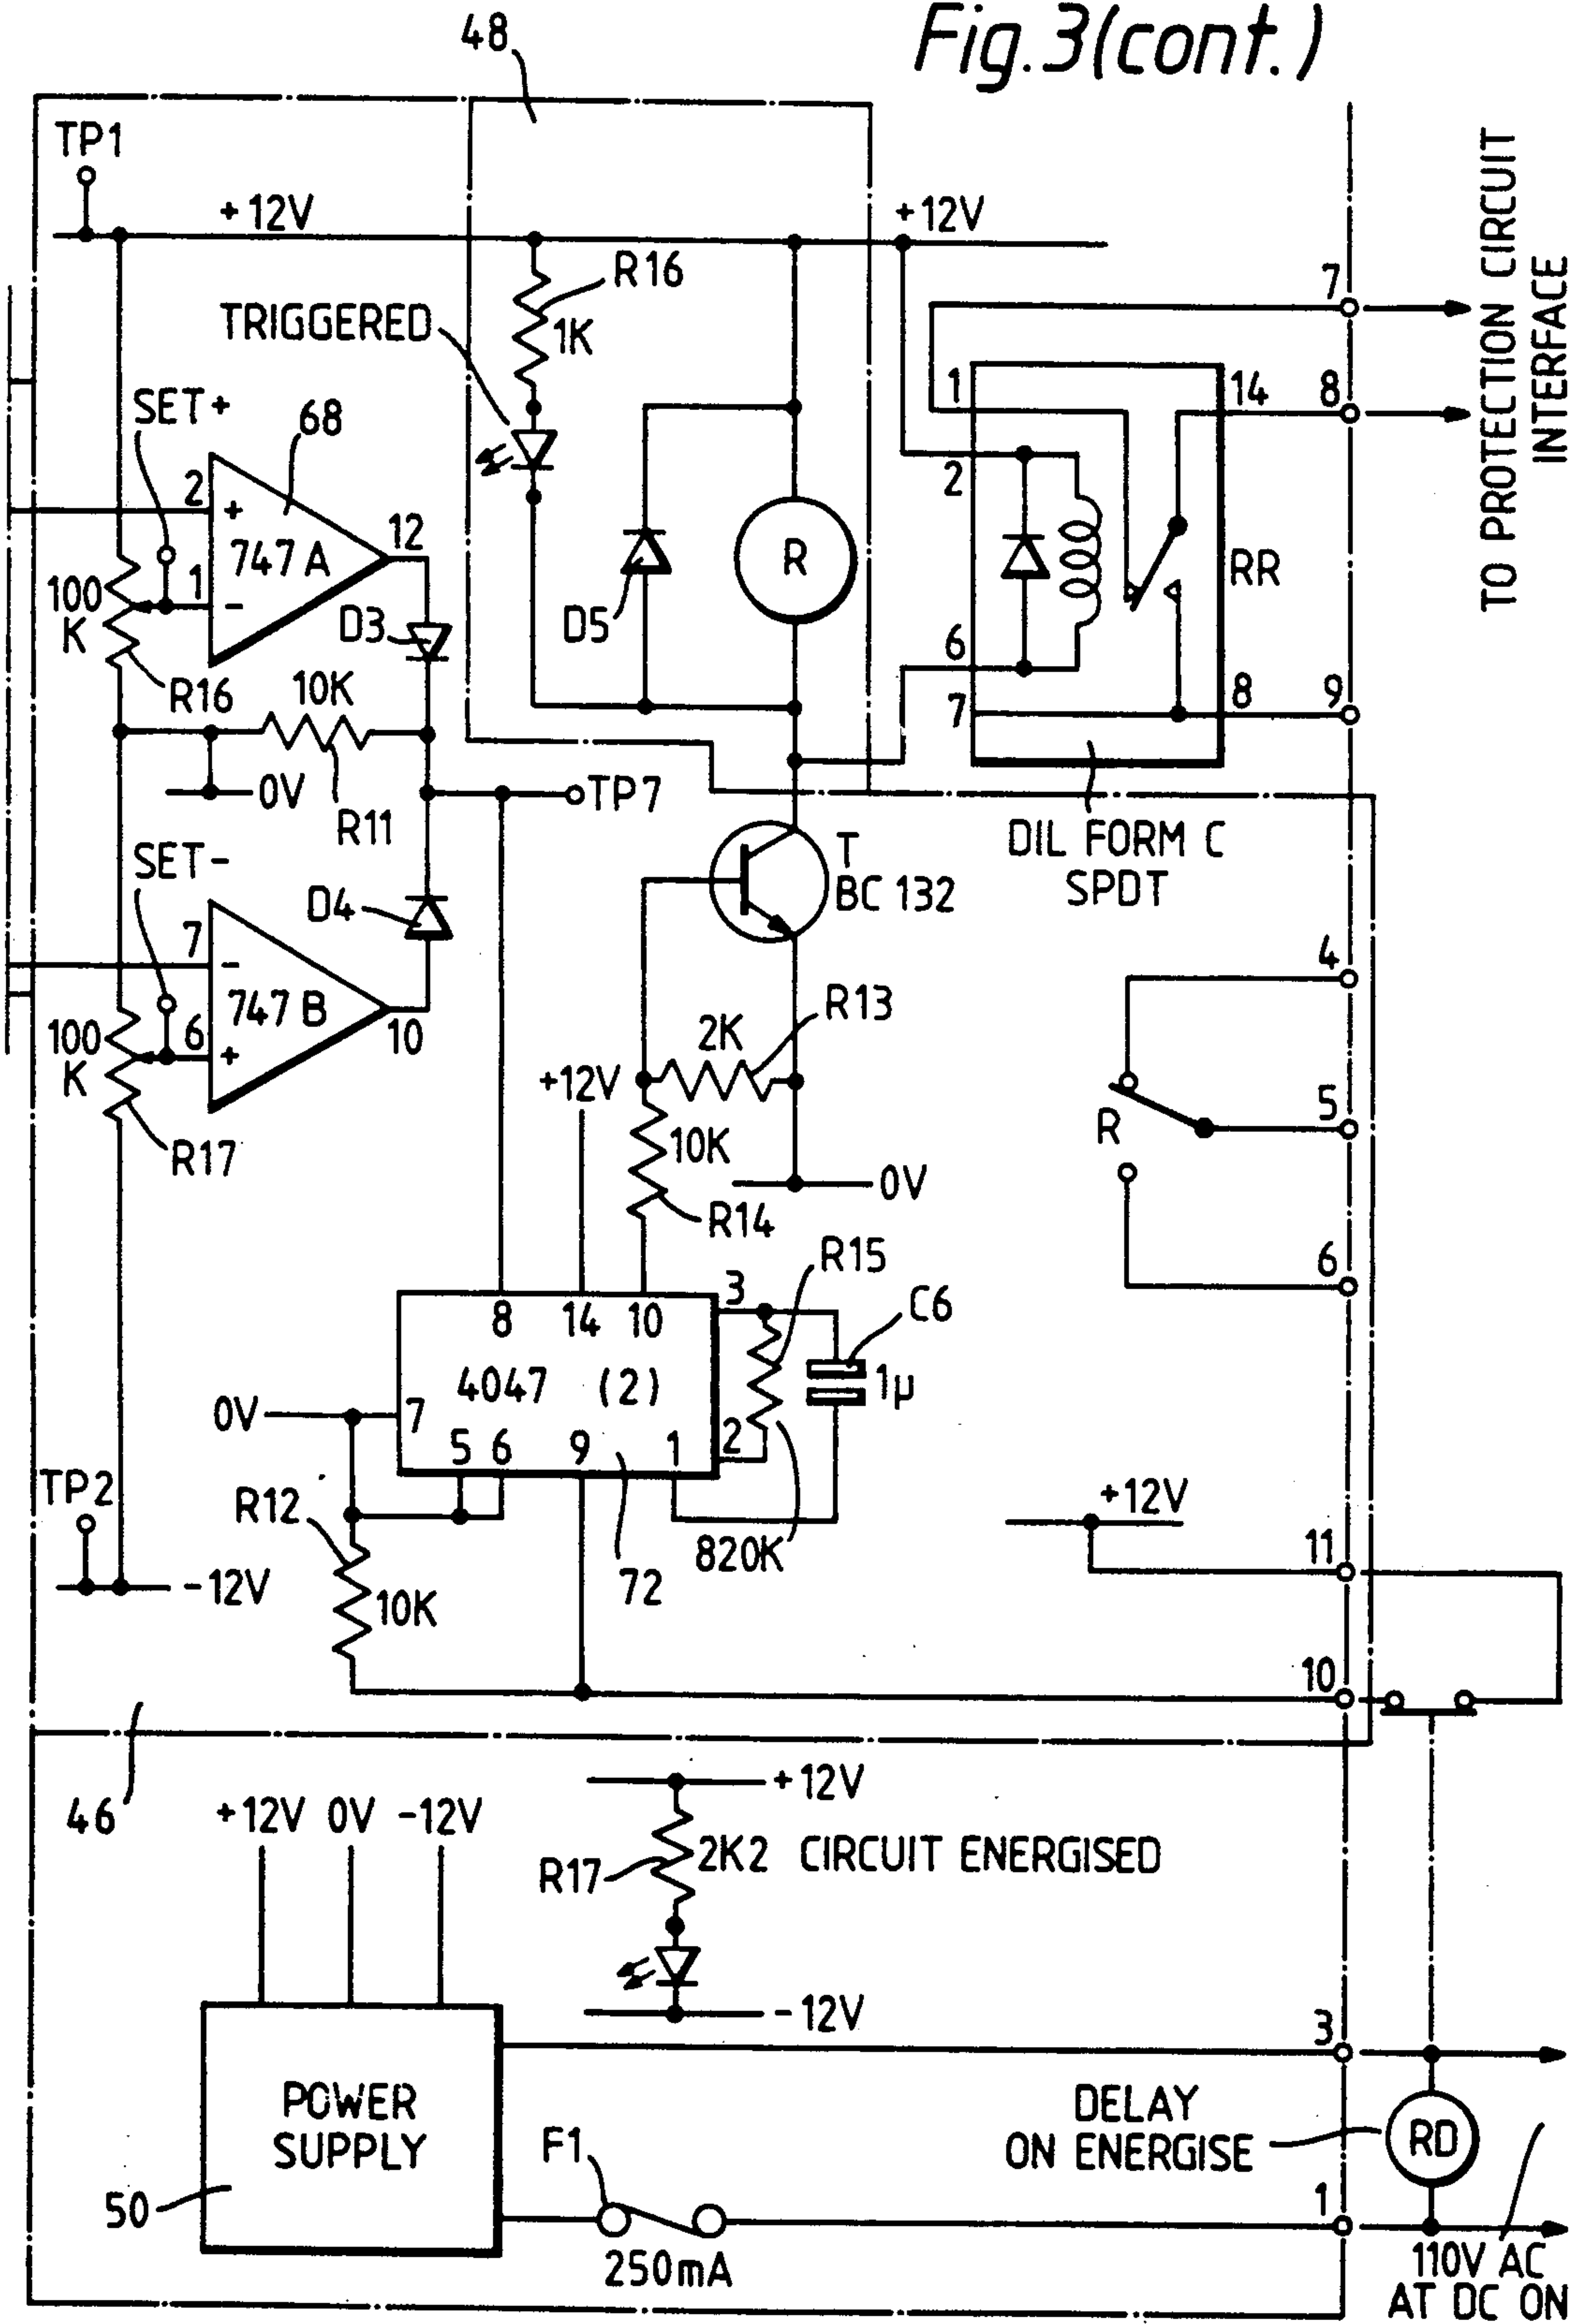 Fig.3(cont.)
48
TP1
+12V
+12V
R16
1K
TRIGGERED
7
TO PROTECTION CIRCUIT
INTERFACE
SET+
68
1
14
8
2
+
747A
12
2
R
RR
100
K
1
-
D3
D5
6
R16
10K
7
8
9
0V
R11
TP7
DIL FORM C
SPDT
SET-
T
BC 132
D4
7
-
747B
10
4
100
K
6
+
R13
2K
+12V
5
R
R17
10K
R14
0V
6
R15
8
14
10
3
C6
4047
(2)
1µ
0V
7
5
6
9
1
2
TP2
R12
820K
+12V
11
-12V
10K
72
10
46
+12V
0V
-12V
+12V
R17
2K2
CIRCUIT ENERGISED
-12V
3
POWER
SUPPLY
DELAY
ON ENERGISE
RD
F1
50
1
250mA
110V AC
AT DC ON